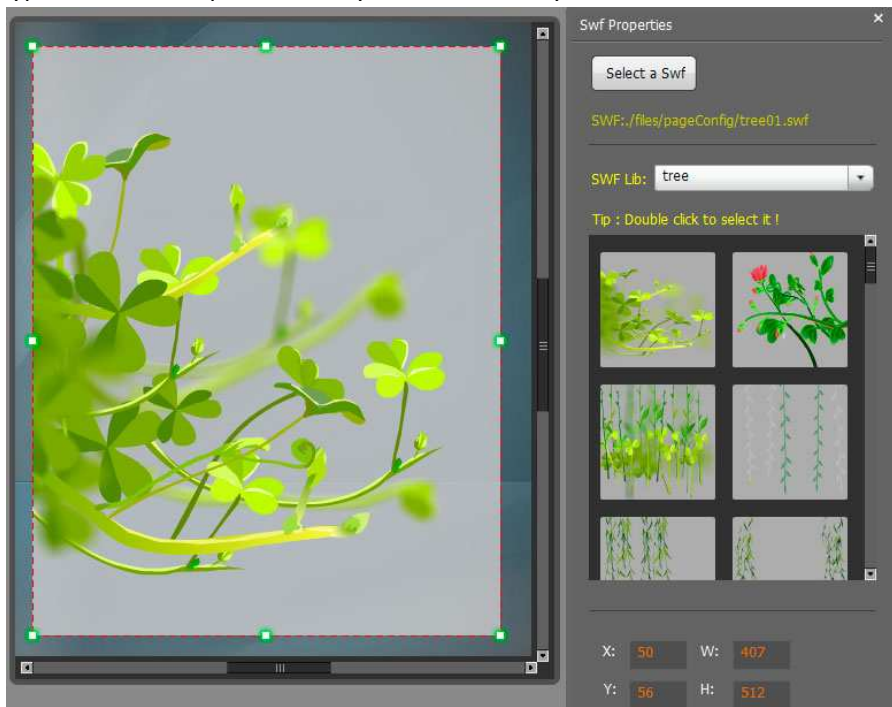 Swf Properties
Select a Swf
SWF:./files/pageConfig/tree01.swf
SWF Lib: tree
Tip : Double click to select it !
X: 50 W: 407
Y: 56 H: 512